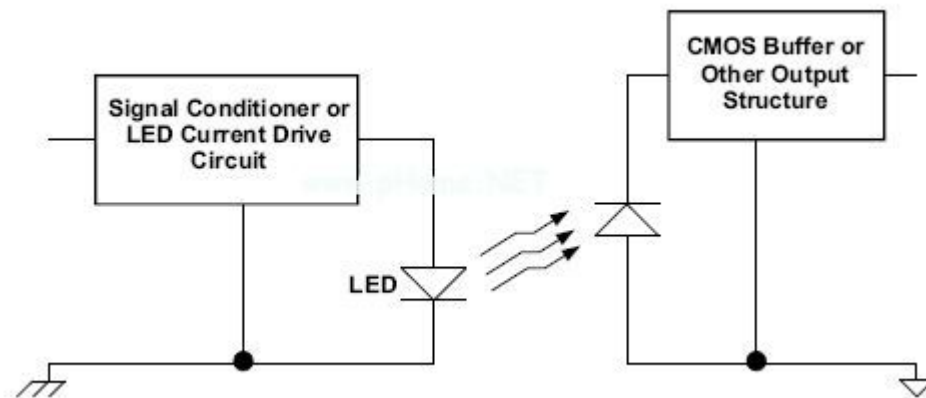 Signal Conditioner or
LED Current Drive
Circuit
CMOS Buffer or
Other Output
Structure
LED